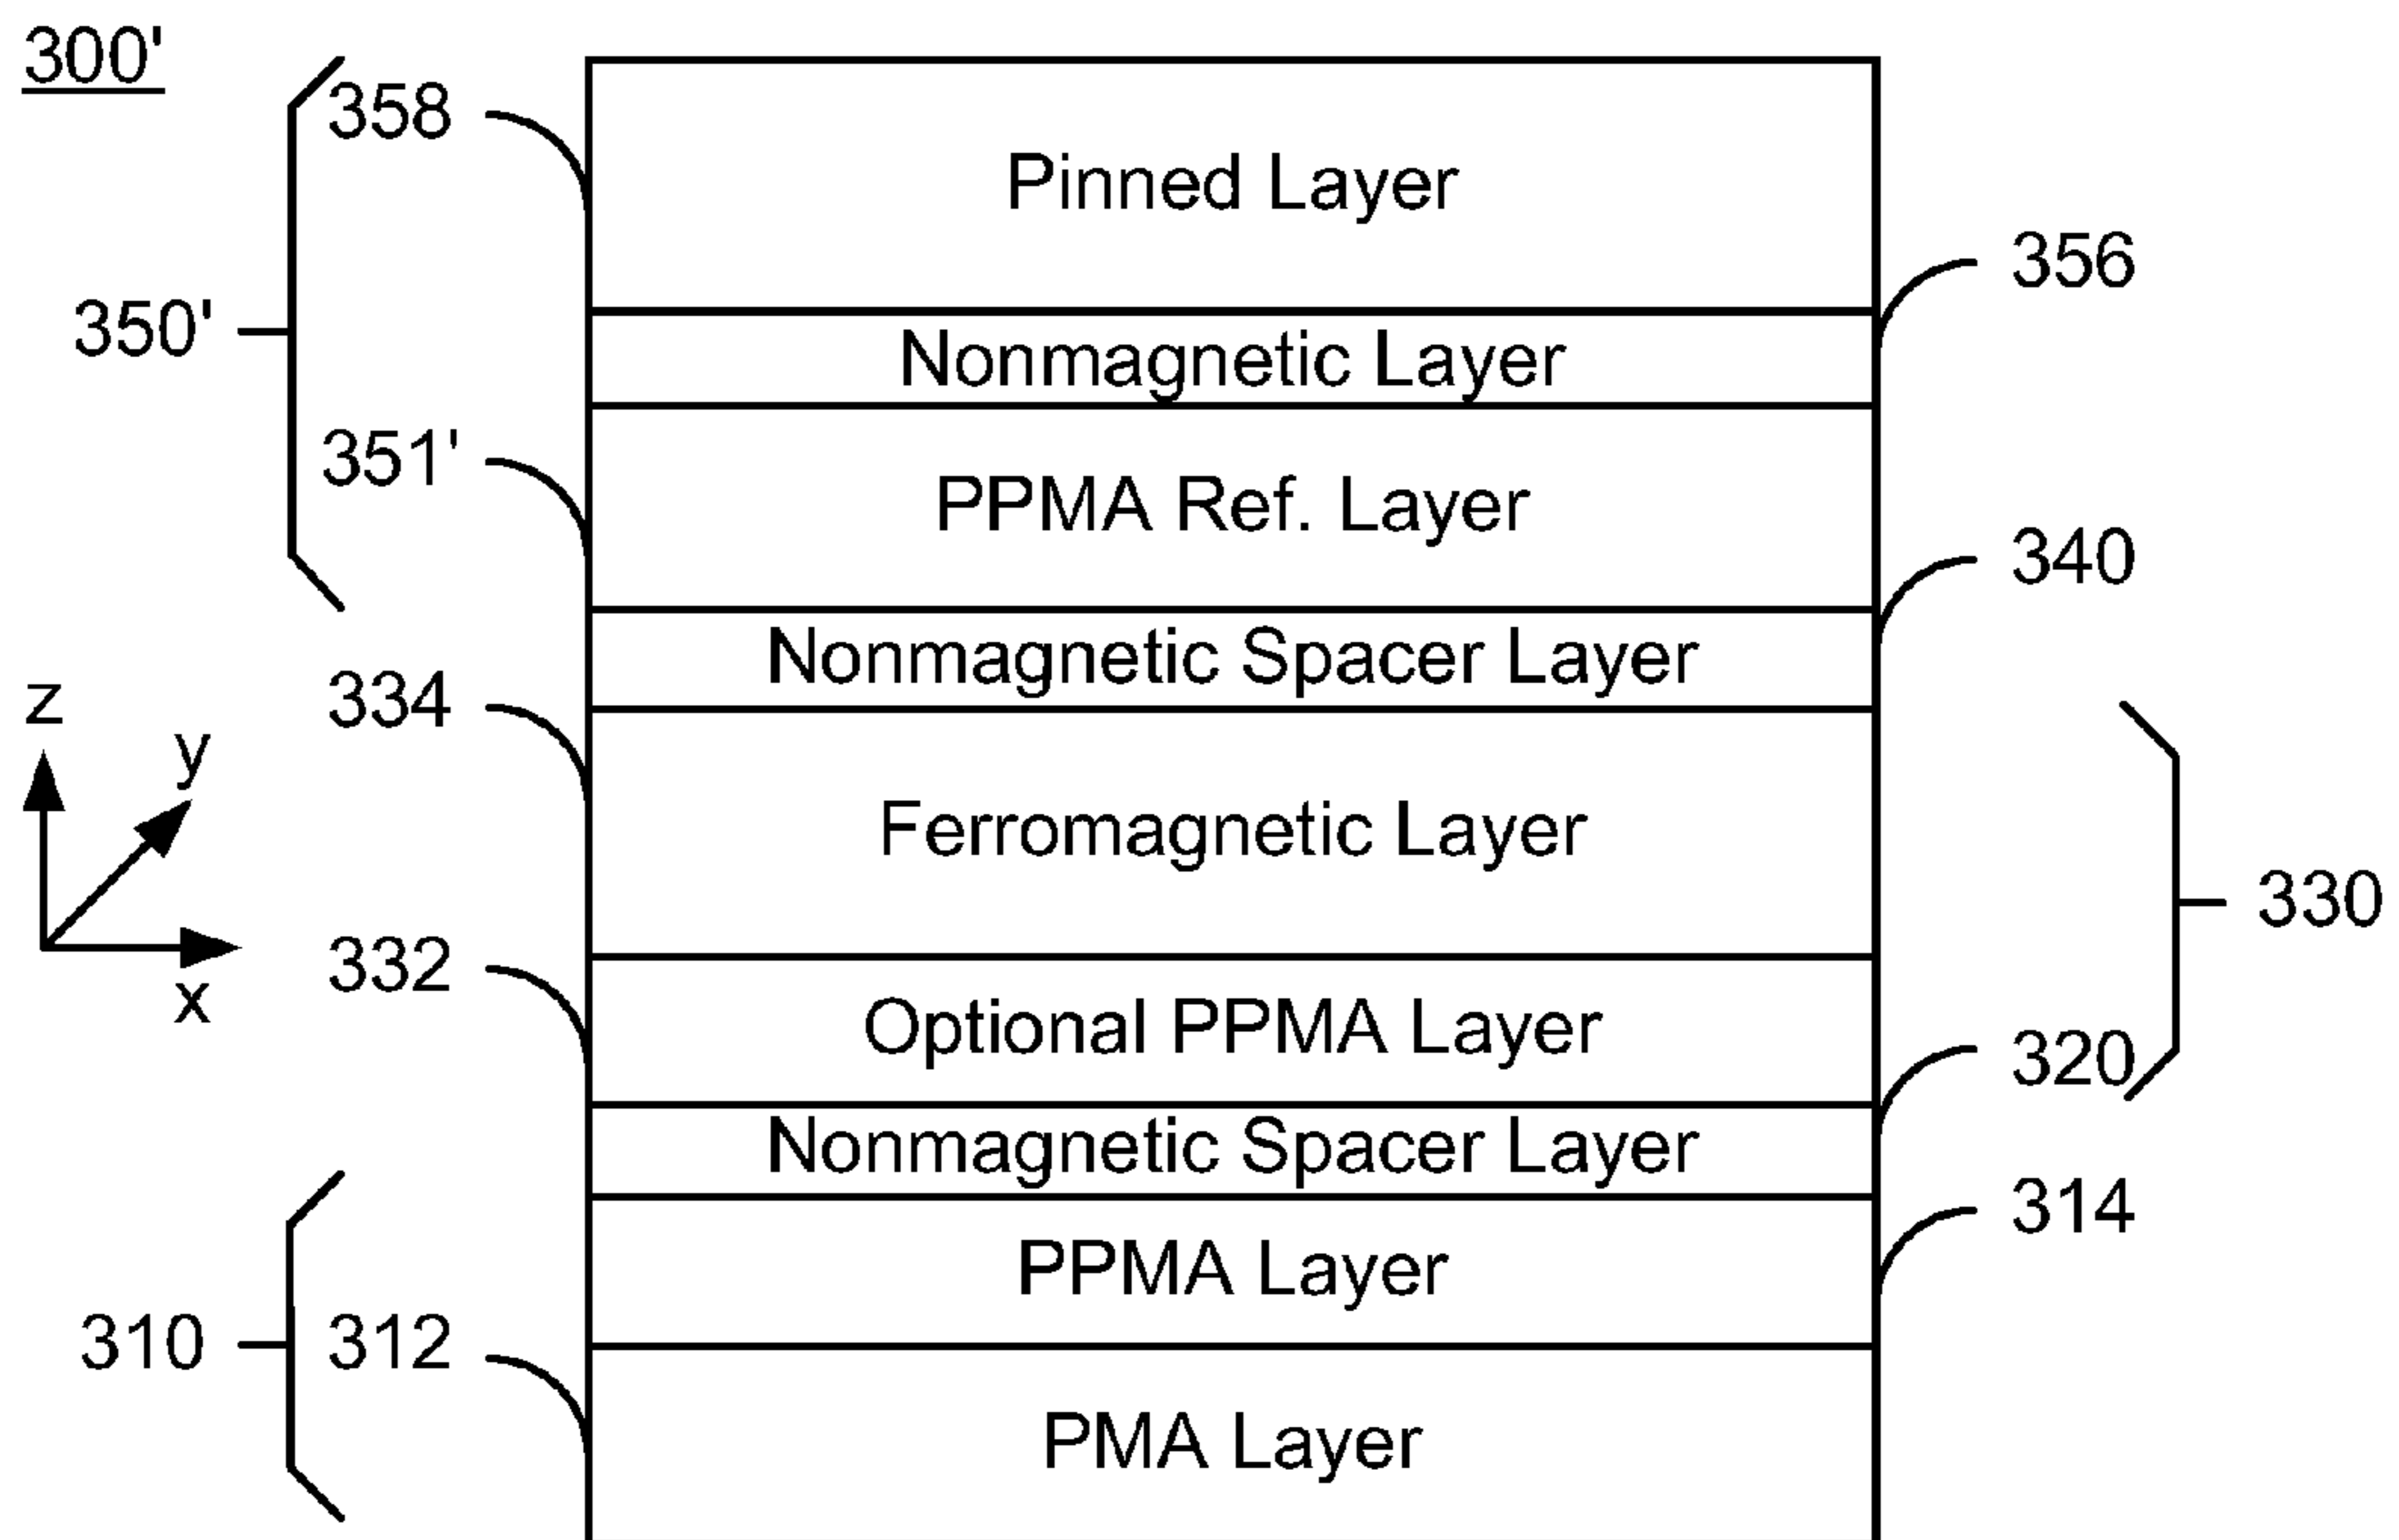 300'
358
Pinned Layer
356
350'
Nonmagnetic Layer
351'
PPMA Ref. Layer
340
Nonmagnetic Spacer Layer
334
z
y
Ferromagnetic Layer
330
332
x
Optional PPMA Layer
320
Nonmagnetic Spacer Layer
314
PPMA Layer
310
312
PMA Layer